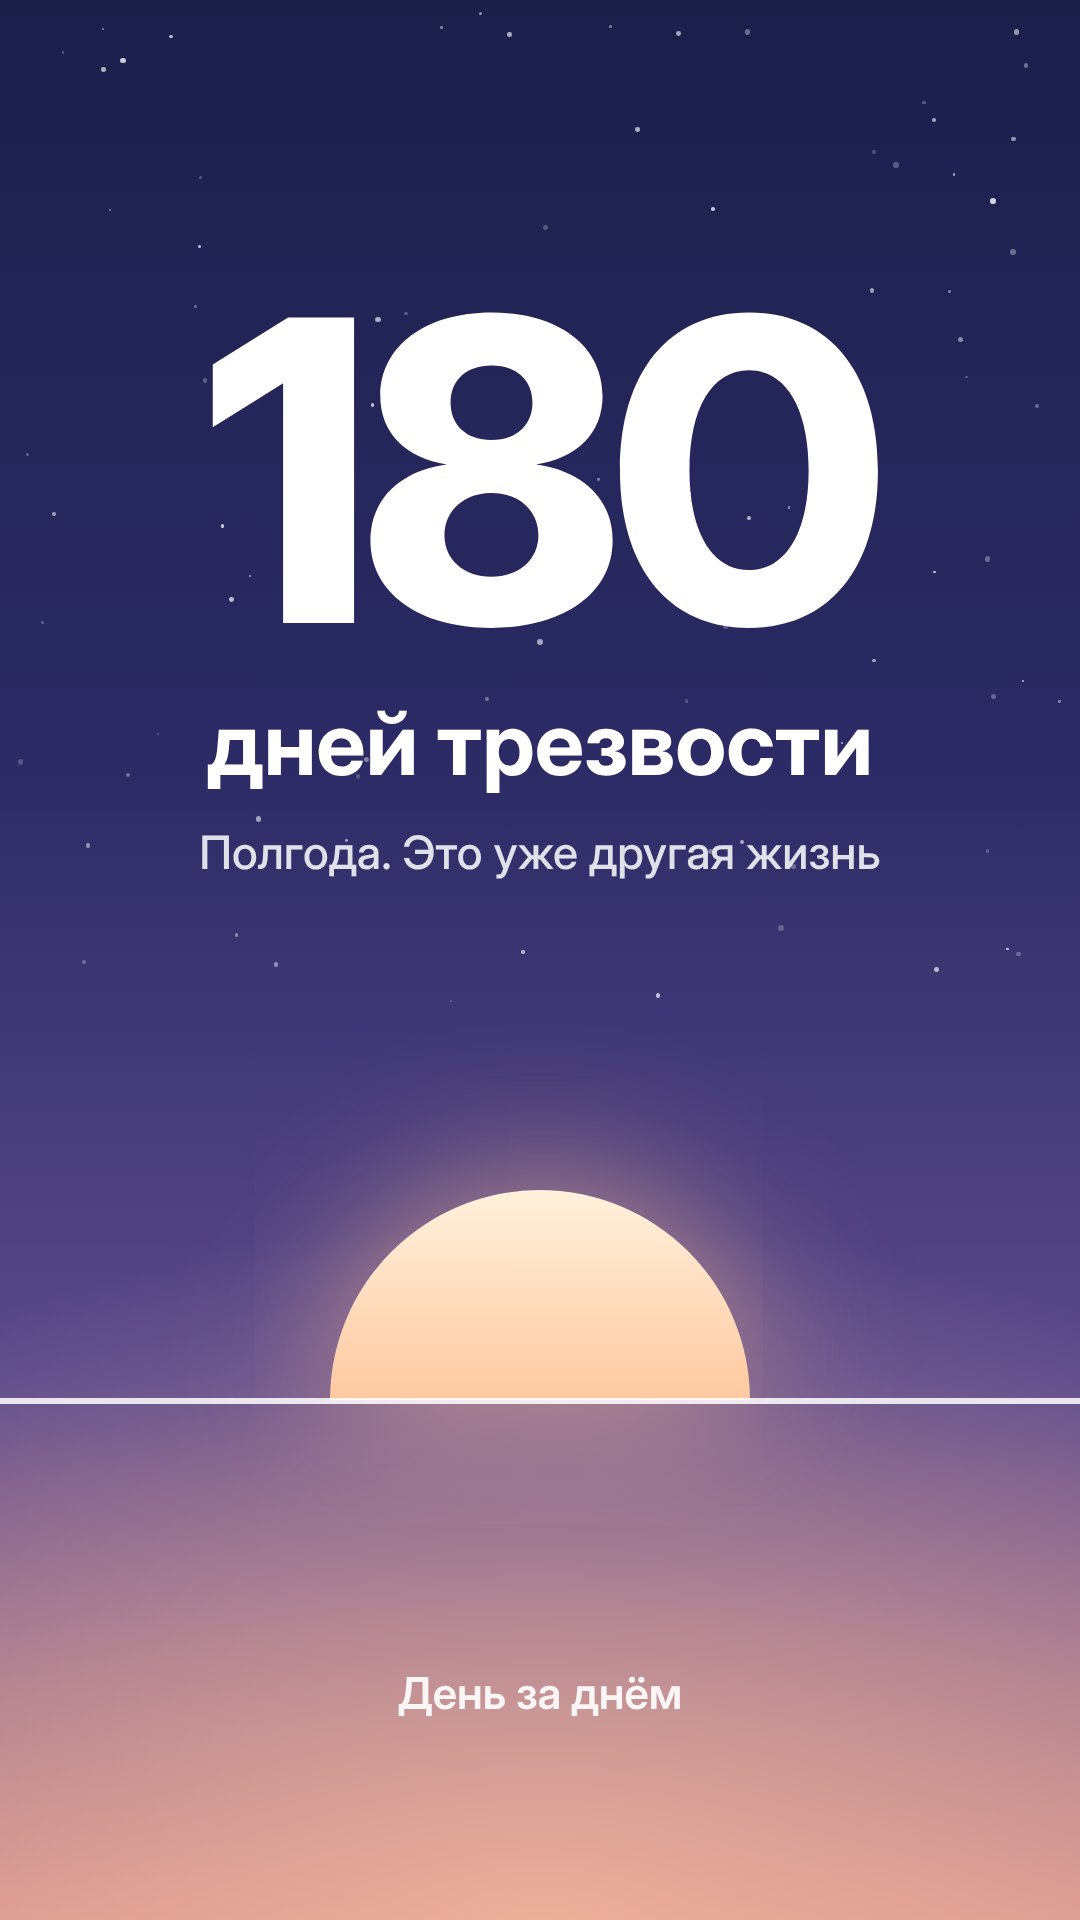 180
дней трезвости
Полгода. Это уже другая жизнь
День за днём